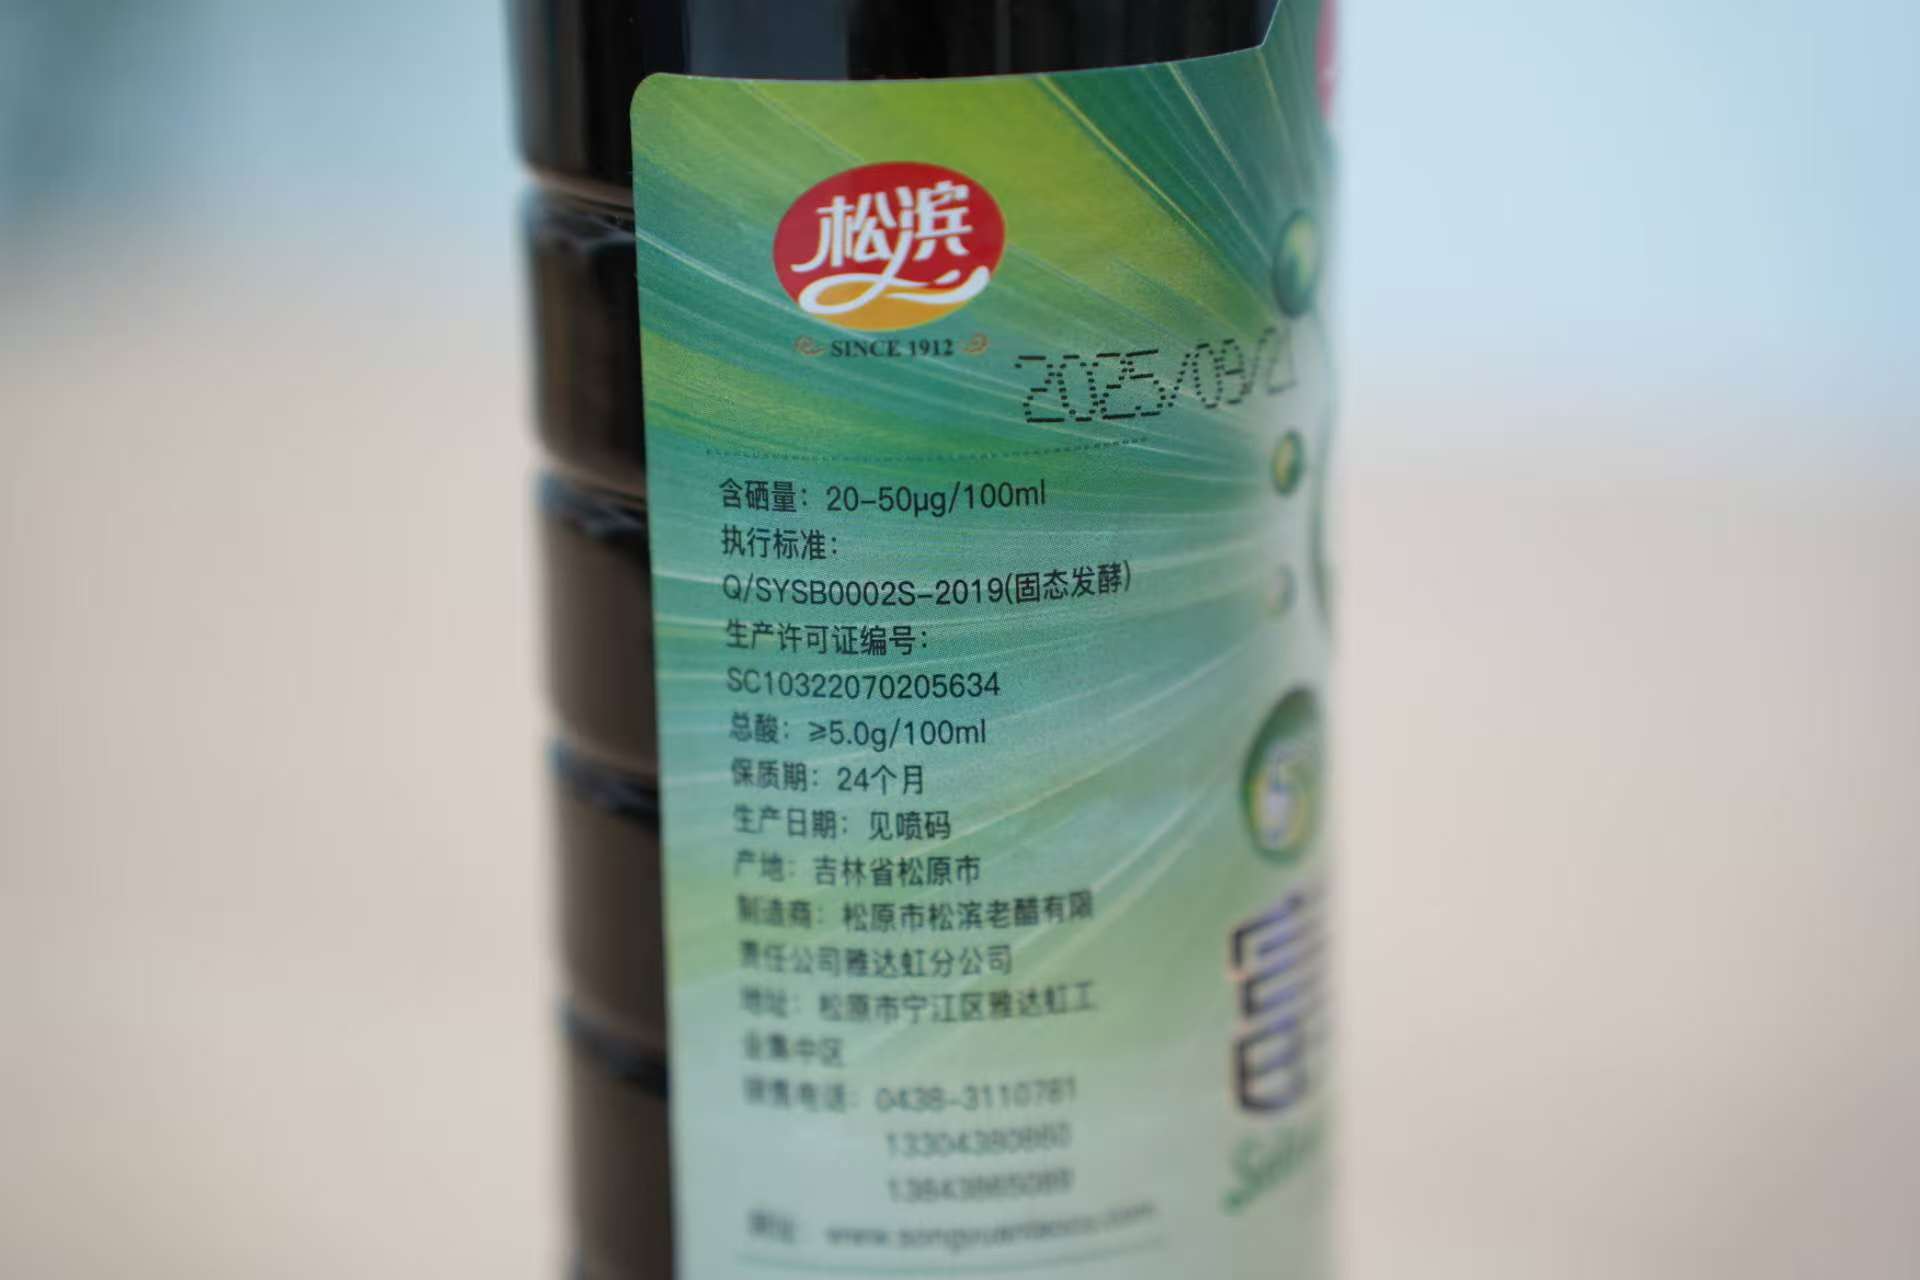 松滨
SINCE 1912
2025/09/21
含硒量：20-50μg/100ml
执行标准：
Q/SYSB0002S-2019(固态发酵)
生产许可证编号：
SC10322070205634
总酸：≥5.0g/100ml
保质期：24个月
生产日期：见喷码
产地：吉林省松原市
制造商：松原市松滨老醋有限
责任公司雅达虹分公司
地址：松原市宁江区雅达虹工
业集中区
销售电话：0438-3110781